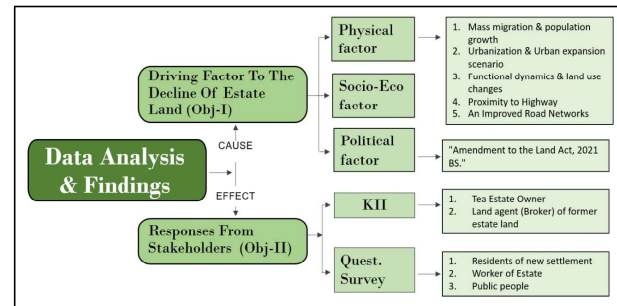 Data Analysis
& Findings
CAUSE
EFFECT
Driving Factor To The
Decline Of Estate
Land (Obj-I)
Physical
factor
1. Mass migration & population
growth
2. Urbanization & Urban expansion
scenario
3. Functional dynamics & land use
changes
4. Proximity to Highway
5. An Improved Road Networks
Socio-Eco
factor
Political
factor
"Amendment to the Land Act, 2021
BS."
Responses From
Stakeholders (Obj-II)
KII
1. Tea Estate Owner
2. Land agent (Broker) of former
estate land
Quest.
Survey
1. Residents of new settlement
2. Worker of Estate
3. Public people